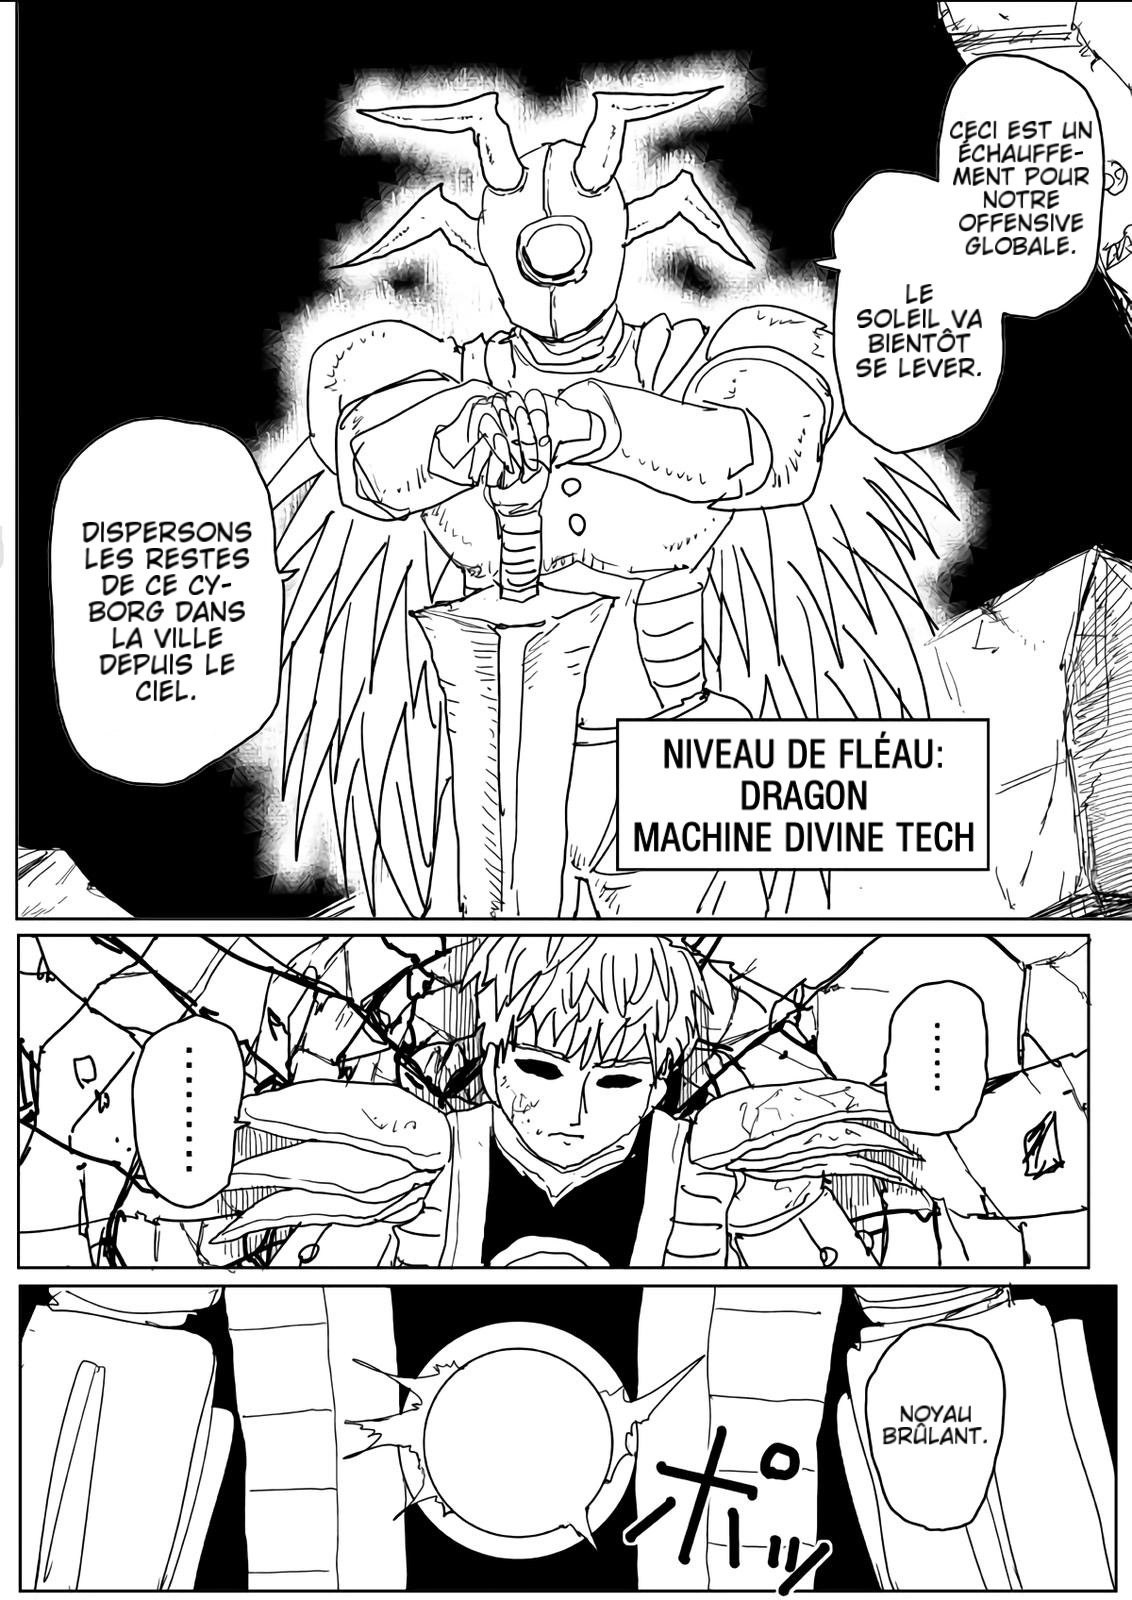 CECI EST UN
ÉCHAUFFE-
MENT POUR
NOTRE
OFFENSIVE
GLOBALE.
LE
SOLEIL VA
BIENTÔT
SE LEVER.
DISPERSONS
LES RESTES
DE CE CY-
BORG DANS
LA VILLE
DEPUIS LE
CIEL.
NIVEAU DE FLÉAU:
DRAGON
MACHINE DIVINE TECH
......
........
NOYAU
BRÛLANT.
ポッ